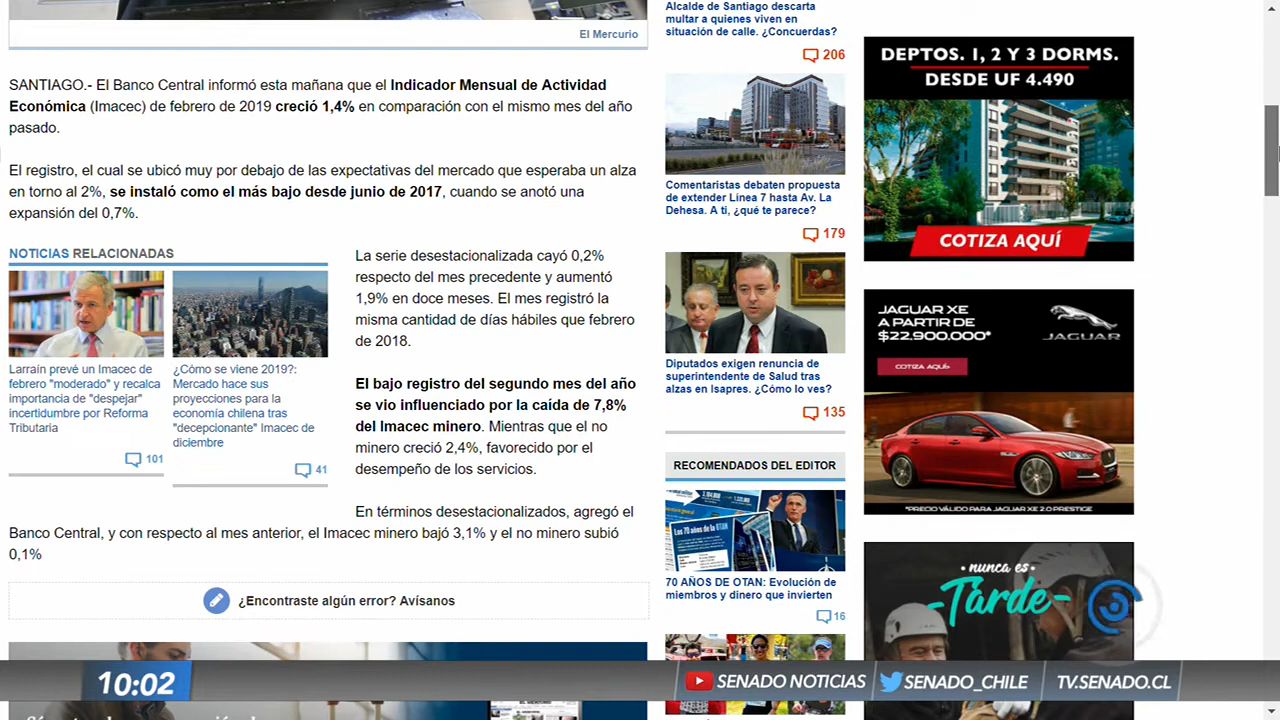 El Mercurio
SANTIAGO.- El Banco Central informó esta mañana que el Indicador Mensual de Actividad
Económica (Imacec) de febrero de 2019 creció 1,4% en comparación con el mismo mes del año
pasado.
El registro, el cual se ubicó muy por debajo de las expectativas del mercado que esperaba un alza
en torno al 2%, se instaló como el más bajo desde junio de 2017, cuando se anotó una
expansión del 0,7%.
NOTICIAS RELACIONADAS
Larraín prevé un Imacec de
febrero "moderado" y recalca
importancia de "despejar"
incertidumbre por Reforma
Tributaria
101
¿Cómo se viene 2019?:
Mercado hace sus
proyecciones para la
economía chilena tras
"decepcionante" Imacec de
diciembre
41
La serie desestacionalizada cayó 0,2%
respecto del mes precedente y aumentó
1,9% en doce meses. El mes registró la
misma cantidad de días hábiles que febrero
de 2018.
El bajo registro del segundo mes del año
se vio influenciado por la caída de 7,8%
del Imacec minero. Mientras que el no
minero creció 2,4%, favorecido por el
desempeño de los servicios.
En términos desestacionalizados, agregó el
Banco Central, y con respecto al mes anterior, el Imacec minero bajó 3,1% y el no minero subió
0,1%
¿Encontraste algún error? Avísanos
Alcalde de Santiago descarta
multar a quienes viven en
situación de calle. ¿Concuerdas?
206
Comentaristas debaten propuesta
de extender Línea 7 hasta Av. La
Dehesa. A ti, ¿qué te parece?
179
Diputados exigen renuncia de
superintendente de Salud tras
alzas en Isapres. ¿Cómo lo ves?
135
RECOMENDADOS DEL EDITOR
70 años de la OTAN
70 AÑOS DE OTAN: Evolución de
miembros y dinero que invierten
16
DEPTOS. 1, 2 Y 3 DORMS.
DESDE UF 4.490
COTIZA AQUÍ
JAGUAR XE
A PARTIR DE
$22.900.000*
JAGUAR
COTIZA AQUÍ>
*PRECIO VÁLIDO PARA JAGUAR XE 2.0 PRESTIGE
nunca es
-Tarde-
10:02
SENADO NOTICIAS
SENADO_CHILE
TV.SENADO.CL